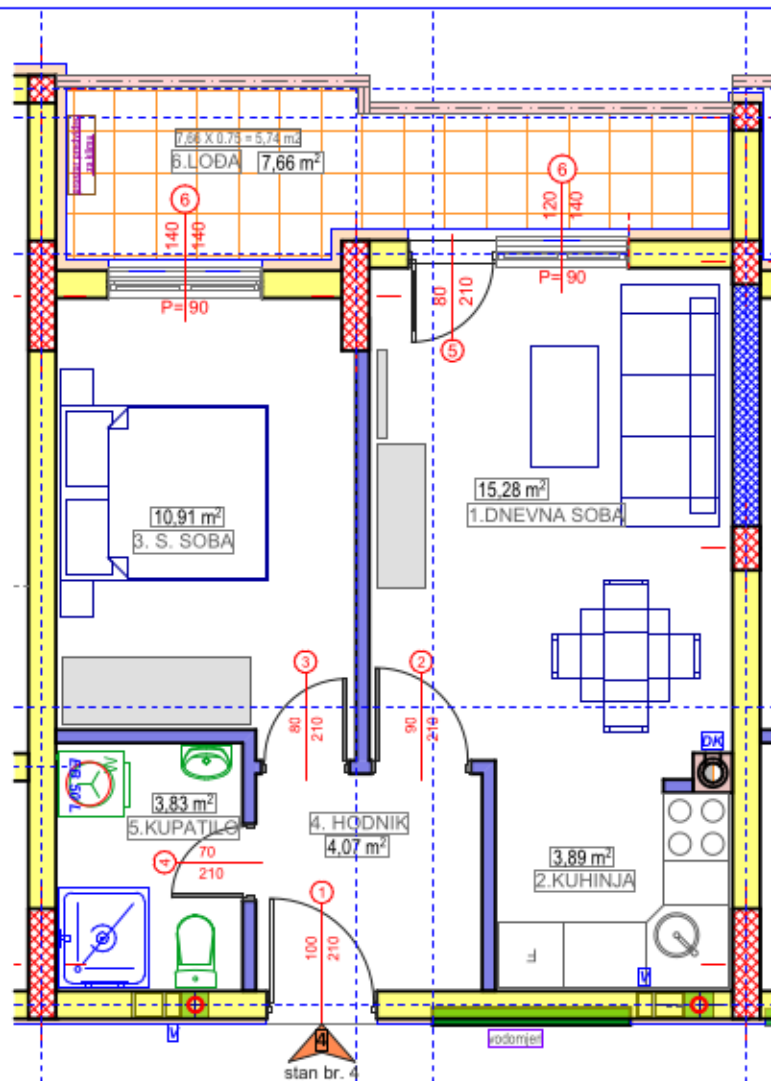 7,66 X 0.75 = 5,74 m2
6.LOĐA 7,66 m²
6
140
140
P= 90
6
120
140
P= 90
80
210
5
15,28 m²
1.DNEVNA SOBA
10,91 m²
3. S. SOBA
3
80
210
2
90
210
DK
EB 50 L
W
3,83 m²
5.KUPATILO
4
70
210
4. HODNIK
4,07 m²
3,89 m²
2.KUHINJA
1
100
210
F
V
V
vodomjeri
4
stan br. 4